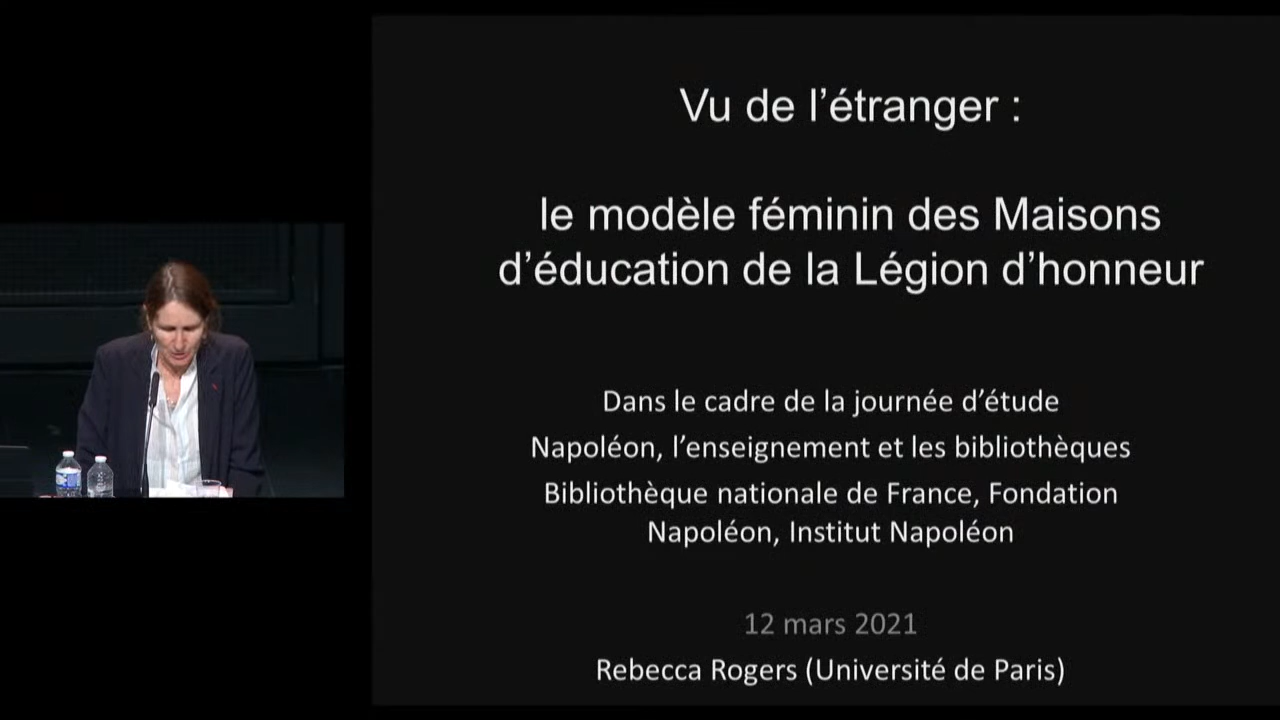 Vu de l’étranger :
le modèle féminin des Maisons
d’éducation de la Légion d’honneur
Dans le cadre de la journée d’étude
Napoléon, l’enseignement et les bibliothèques
Bibliothèque nationale de France, Fondation
Napoléon, Institut Napoléon
12 mars 2021
Rebecca Rogers (Université de Paris)